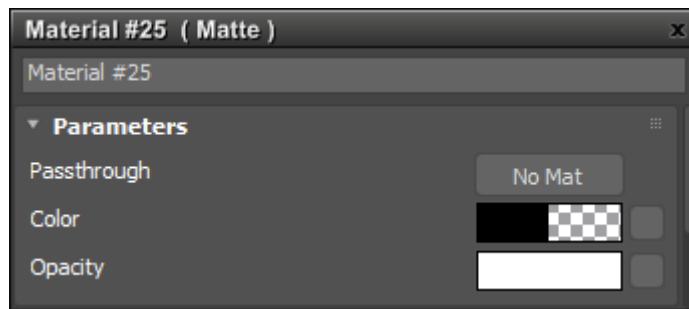 Material #25 ( Matte )
Material #25
Parameters
Passthrough No Mat
Color
Opacity